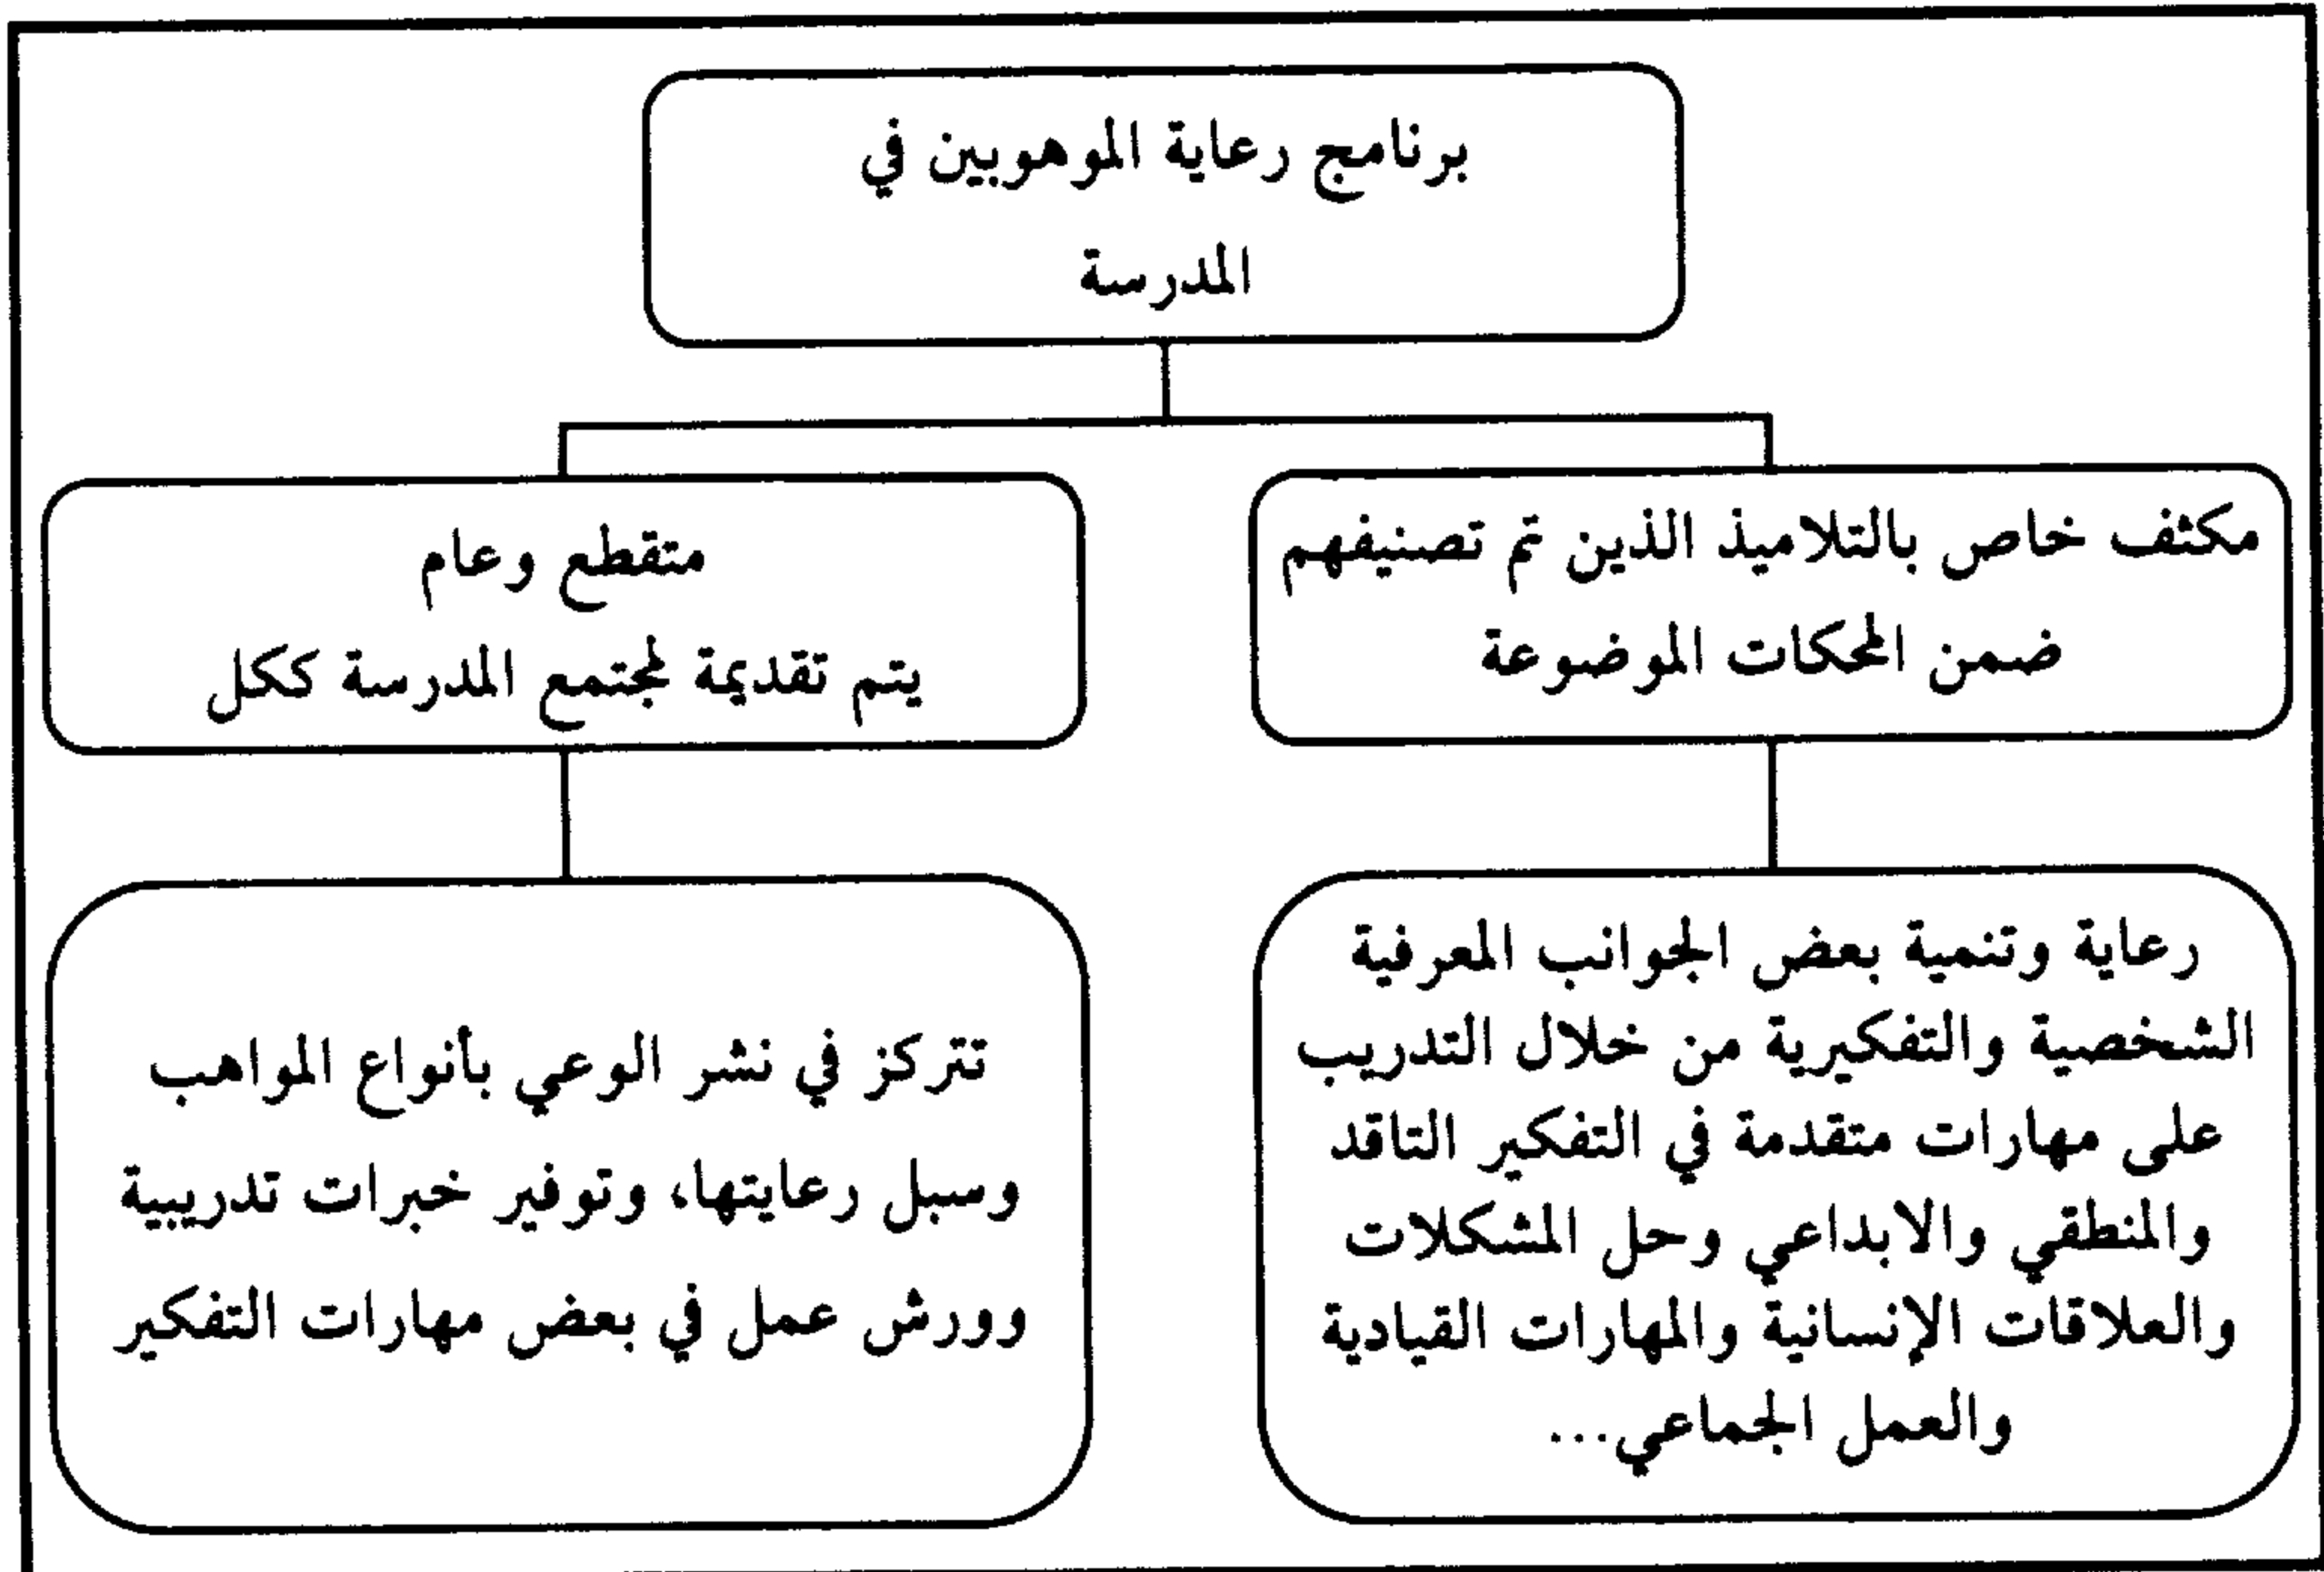 برنامج رعاية الموهوبين في
المدرسة
مكثف خاص بالتلاميذ الذين تم تصنيفهم
ضمن المحكات الموضوعة
متقطع وعام
يتم تقديمة لمجتمع المدرسة ككل
رعاية وتنمية بعض الجوانب المعرفية
الشخصية والتفكيرية من خلال التدريب
على مهارات متقدمة في التفكير التاقد
والمنطقي والابداعي وحل المشكلات
والعلاقات الإنسانية والمهارات القيادية
والعمل الجماعي...
تتركز في نشر الوعي بأنواع المواهب
وسبل رعايتها، وتوفير خبرات تدريبية
وورش عمل في بعض مهارات التفكير